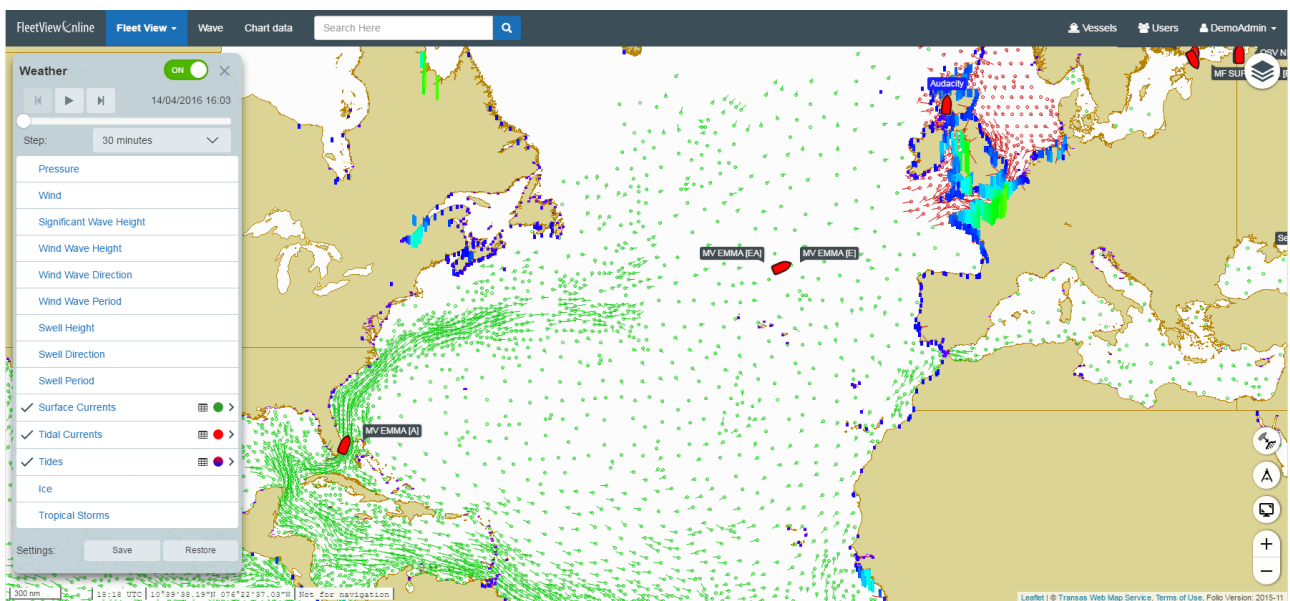 FleetViewOnline Fleet View Wave Chart data Search Here Vessels Users DemoAdmin
Weather ON
14/04/2016 16:03
Step: 30 minutes
Pressure
Wind
Significant Wave Height
Wind Wave Height
Wind Wave Direction
Wind Wave Period
Swell Height
Swell Direction
Swell Period
Surface Currents
Tidal Currents
Tides
Ice
Tropical Storms
Settings: Save Restore
Audacity
OSV N
MF SUR
MV EMMA [EA]
MV EMMA [E]
Se
MV EMMA [A]
300 nm 18:18 UTC 10°39'38.19"N 076°22'37.03"W Not for navigation
Leaflet | © Transas Web Map Service, Terms of Use. Folio Version: 2015-11